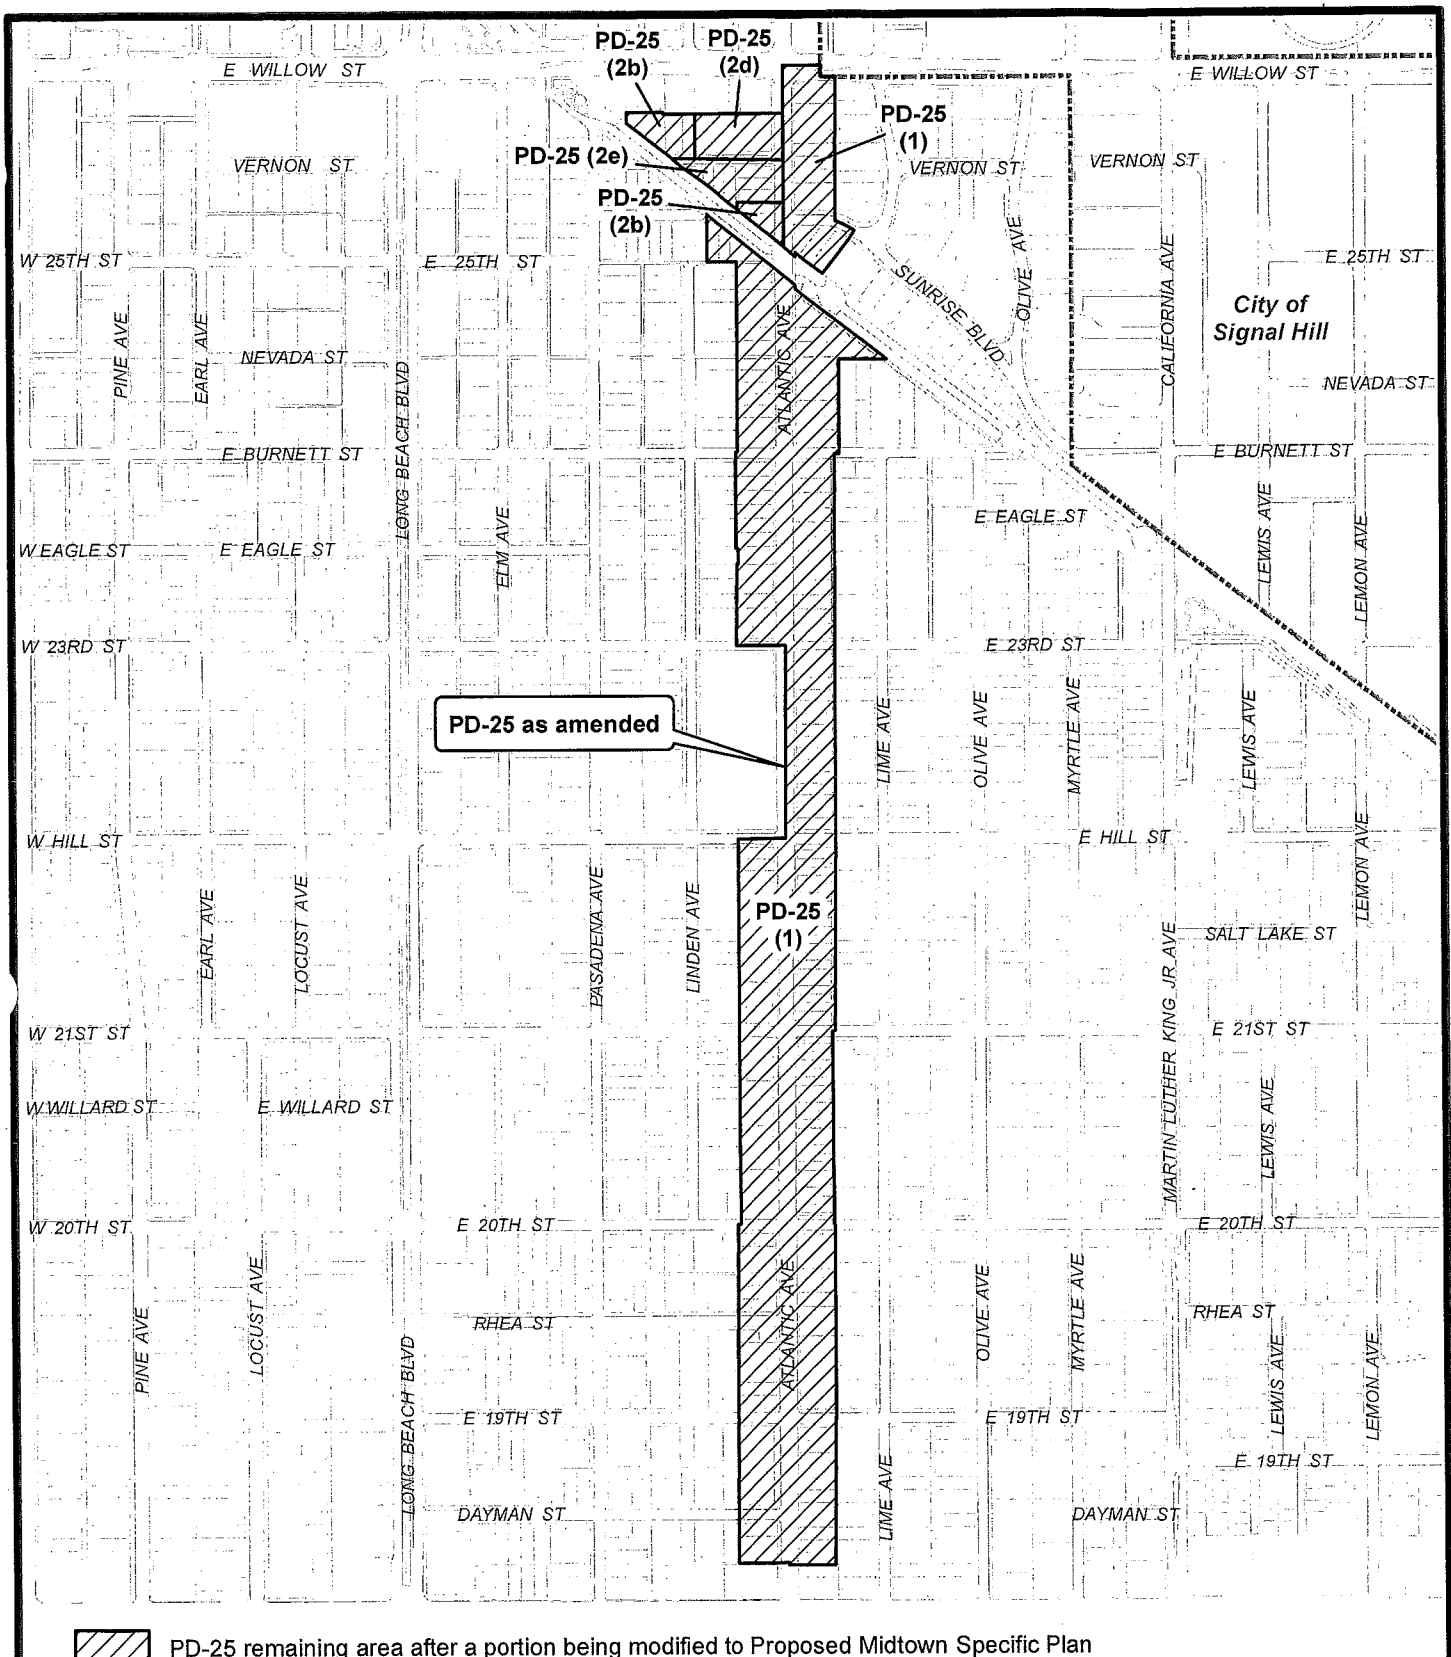 PD-25
(2b)
PD-25
(2d)
E WILLOW ST
E WILLOW ST
PD-25
(1)
PD-25 (2e)
VERNON ST
VERNON ST
VERNON ST
PD-25
(2b)
W 25TH ST
E 25TH ST
E 25TH ST
SUNRISE BLVD
OLIVE AVE
CALIFORNIA AVE
City of
Signal Hill
PINE AVE
EARL AVE
NEVADA ST
LONG BEACH BLVD
ATLANTIC AVE
NEVADA ST
E BURNETT ST
E BURNETT ST
ELM AVE
E EAGLE ST
LEWIS AVE
LEMON AVE
W EAGLE ST
E EAGLE ST
W 23RD ST
E 23RD ST
PD-25 as amended
LIME AVE
OLIVE AVE
MYRTLE AVE
LEWIS AVE
W HILL ST
E HILL ST
LEMON AVE
EARL AVE
LOCUST AVE
PASADENA AVE
LINDEN AVE
PD-25
(1)
MARTIN LUTHER KING JR AVE
SALT LAKE ST
W 21ST ST
E 21ST ST
W WILLARD ST
E WILLARD ST
LEWIS AVE
W 20TH ST
E 20TH ST
E 20TH ST
PINE AVE
LOCUST AVE
LONG BEACH BLVD
RHEA ST
ATLANTIC AVE
OLIVE AVE
MYRTLE AVE
RHEA ST
LEWIS AVE
LEMON AVE
E 19TH ST
E 19TH ST
E 19TH ST
LIME AVE
DAYMAN ST
DAYMAN ST
PD-25 remaining area after a portion being modified to Proposed Midtown Specific Plan